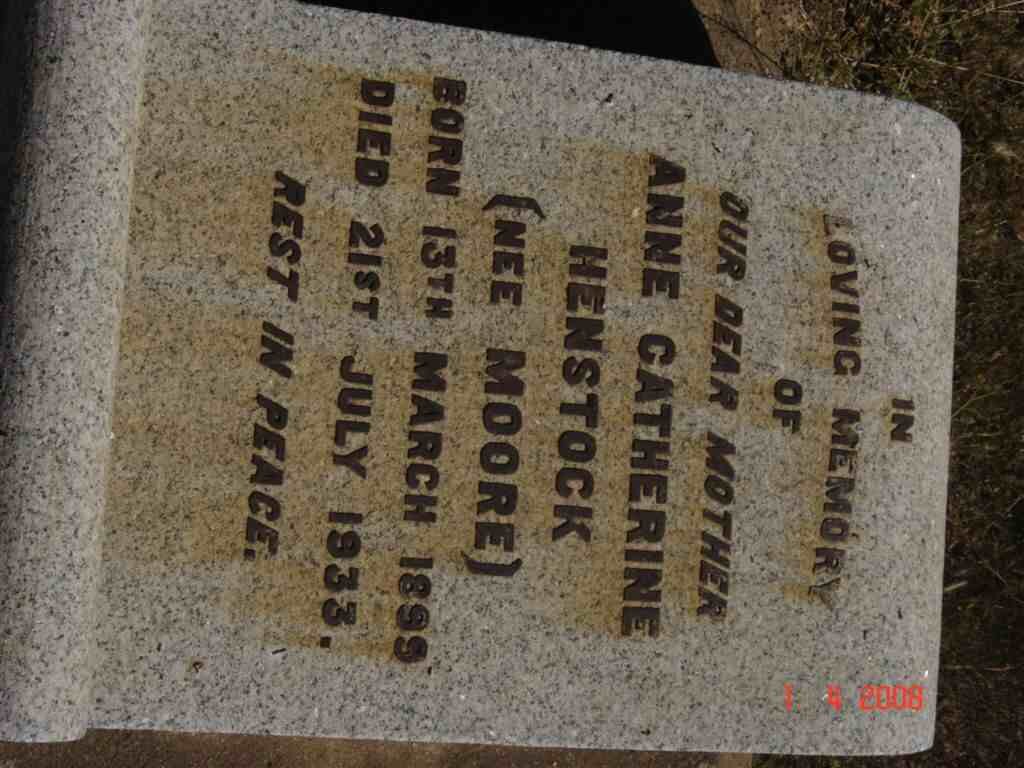 IN
LOVING MEMORY
OF
OUR DEAR MOTHER
ANNE CATHERINE
HENSTOCK
(NEE MOORE)
BORN 13TH MARCH 1899
DIED 21ST JULY 1933.
REST IN PEACE.
1 4 2008